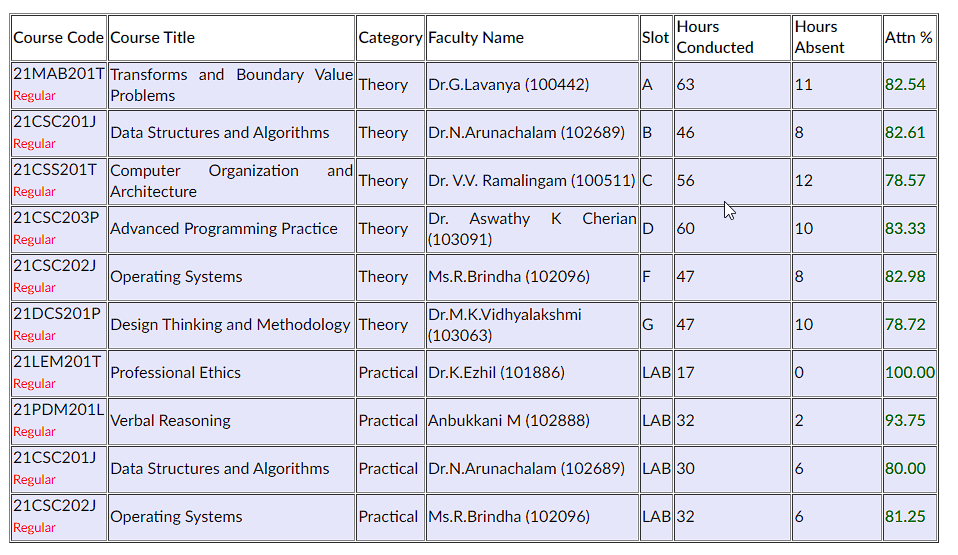 Course Code Course Title Category Faculty Name Slot Hours Conducted Hours Absent Attn %
21MAB201T Regular Transforms and Boundary Value Problems Theory Dr.G.Lavanya (100442) A 63 11 82.54
21CSC201J Regular Data Structures and Algorithms Theory Dr.N.Arunachalam (102689) B 46 8 82.61
21CSS201T Regular Computer Organization and Architecture Theory Dr. V.V. Ramalingam (100511) C 56 12 78.57
21CSC203P Regular Advanced Programming Practice Theory Dr. Aswathy K Cherian (103091) D 60 10 83.33
21CSC202J Regular Operating Systems Theory Ms.R.Brindha (102096) F 47 8 82.98
21DCS201P Regular Design Thinking and Methodology Theory Dr.M.K.Vidhyalakshmi (103063) G 47 10 78.72
21LEM201T Regular Professional Ethics Practical Dr.K.Ezhil (101886) LAB 17 0 100.00
21PDM201L Regular Verbal Reasoning Practical Anbukkani M (102888) LAB 32 2 93.75
21CSC201J Regular Data Structures and Algorithms Practical Dr.N.Arunachalam (102689) LAB 30 6 80.00
21CSC202J Regular Operating Systems Practical Ms.R.Brindha (102096) LAB 32 6 81.25